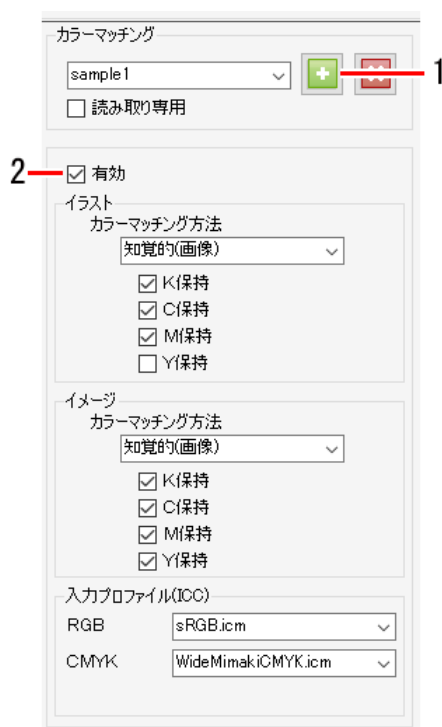 カラーマッチング
sample1
1
読み取り専用
2
有効
イラスト
カラーマッチング方法
知覚的(画像)
K保持
C保持
M保持
Y保持
イメージ
カラーマッチング方法
知覚的(画像)
K保持
C保持
M保持
Y保持
入力プロファイル(ICC)
RGB sRGB.icm
CMYK WideMimakiCMYK.icm